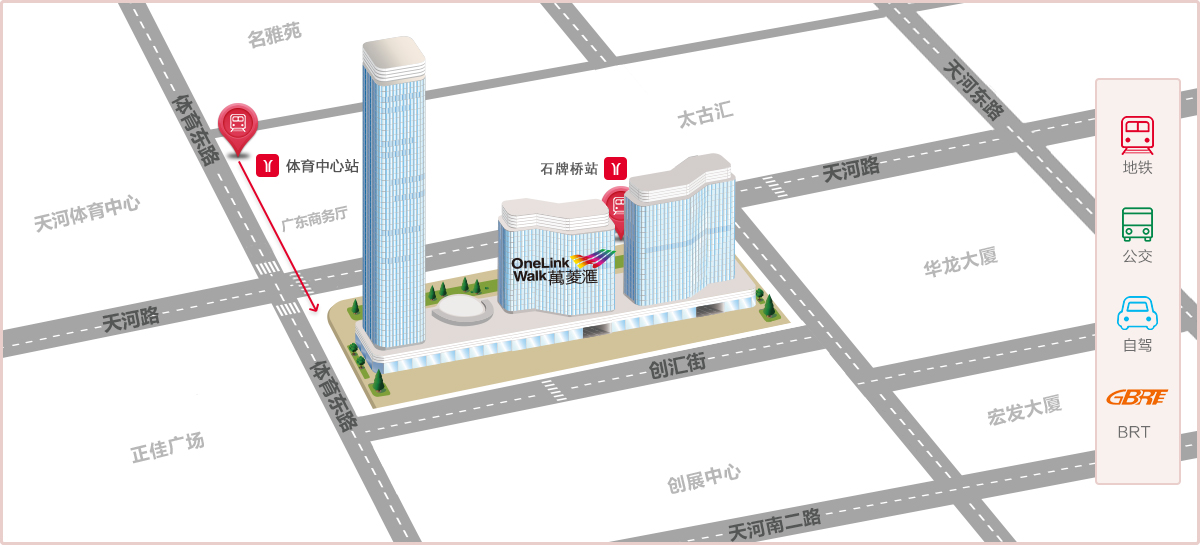 名雅苑
体育东路
天河东路
太古汇
体育中心站
石牌桥站
地铁
天河路
天河体育中心
广东商务厅
公交
华龙大厦
OneLink
Walk萬菱滙
天河路
自驾
体育东路
创汇街
宏发大厦
GBRT
BRT
正佳广场
创展中心
天河南二路